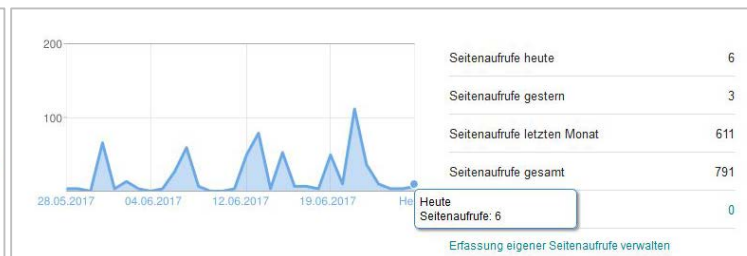 200
100
28.05.2017 04.06.2017 12.06.2017 19.06.2017 He
Heute
Seitenaufrufe: 6
Seitenaufrufe heute 6
Seitenaufrufe gestern 3
Seitenaufrufe letzten Monat 611
Seitenaufrufe gesamt 791
0
Erfassung eigener Seitenaufrufe verwalten